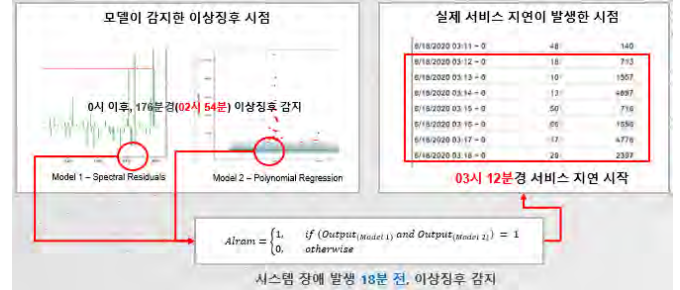 모델이 감지한 이상징후 시점
0시 이후, 176분경(02시 54분) 이상징후 감지
Model 1 – Spectral Residuals
Model 2 – Polynomial Regression
실제 서비스 지연이 발생한 시점
6/18/2020 03:11 ~ 0 48 140
6/18/2020 03:12 ~ 0 18 713
6/18/2020 03:13 ~ 0 10 1507
6/18/2020 03:14 ~ 0 13 4897
6/18/2020 03:15 ~ 0 50 716
6/18/2020 03:16 ~ 0 1550
6/18/2020 03:17 ~ 0 17 4776
6/18/2020 03:18 ~ 0 28 2397
03시 12분경 서비스 지연 시작
Alram = {1, if (Output(Model 1) and Output(Model 2)) = 1
0, otherwise
시스템 장애 발생 18분 전, 이상징후 감지